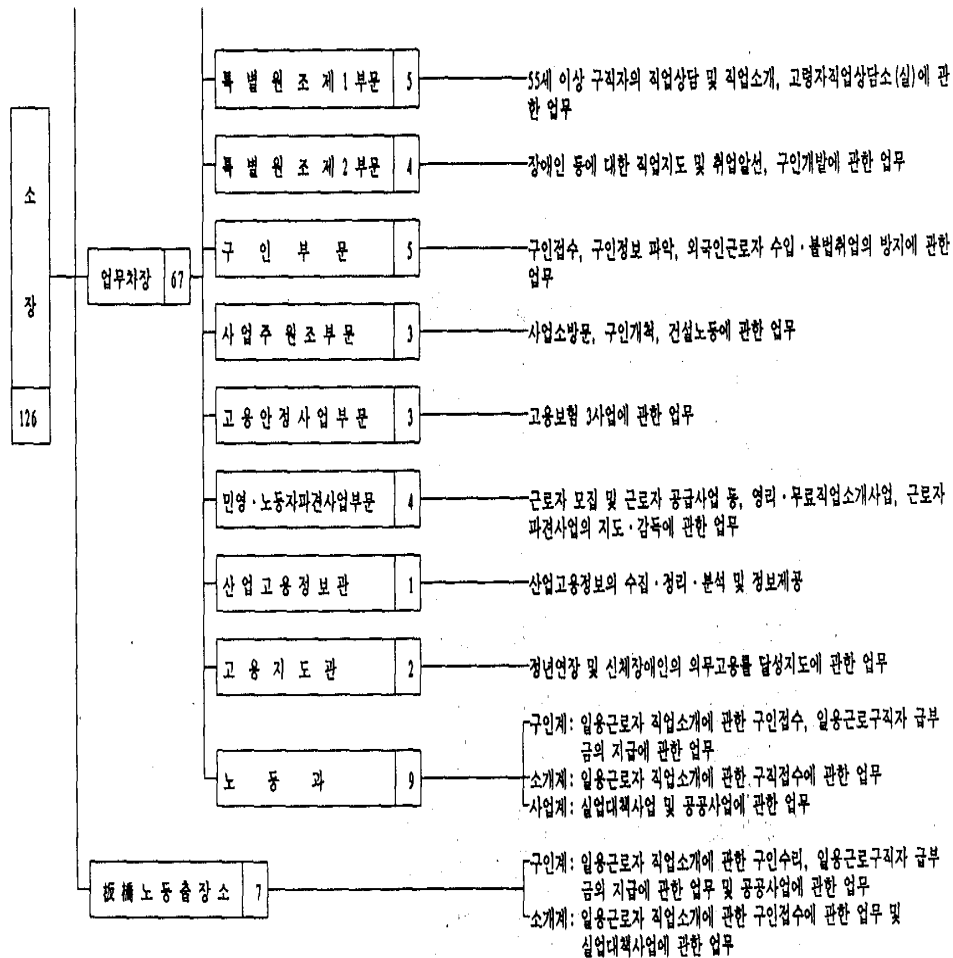 특 별 원 조 제 1 부문 5 55세 이상 구직자의 직업상담 및 직업소개, 고령자직업상담소(실)에 관
한 업무
특 별 원 조 제 2 부문 4 장애인 등에 대한 직업지도 및 취업알선, 구인개발에 관한 업무
소
장
126
업무차장 67
구 인 부 문 5 구인접수, 구인정보 파악, 외국인근로자 수입·불법취업의 방지에 관한
업무
사업주 원조부문 3 사업소방문, 구인개척, 건설노동에 관한 업무
고용안정사업부문 3 고용보험 3사업에 관한 업무
민영·노동자파견사업부문 4 근로자 모집 및 근로자 공급사업 등, 영리·무료직업소개사업, 근로자
파견사업의 지도·감독에 관한 업무
산업고용정보관 1 산업고용정보의 수집·정리·분석 및 정보제공
고 용 지 도 관 2 정년연장 및 신체장애인의 의무고용률 달성지도에 관한 업무
노 동 과 9
구인계: 일용근로자 직업소개에 관한 구인접수, 일용근로구직자 급부
금의 지급에 관한 업무
소개계: 일용근로자 직업소개에 관한 구직접수에 관한 업무
사업계: 실업대책사업 및 공공사업에 관한 업무
板橋노동출장소 7
구인계: 일용근로자 직업소개에 관한 구인수리, 일용근로구직자 급부
금의 지급에 관한 업무 및 공공사업에 관한 업무
소개계: 일용근로자 직업소개에 관한 구인접수에 관한 업무 및
실업대책사업에 관한 업무